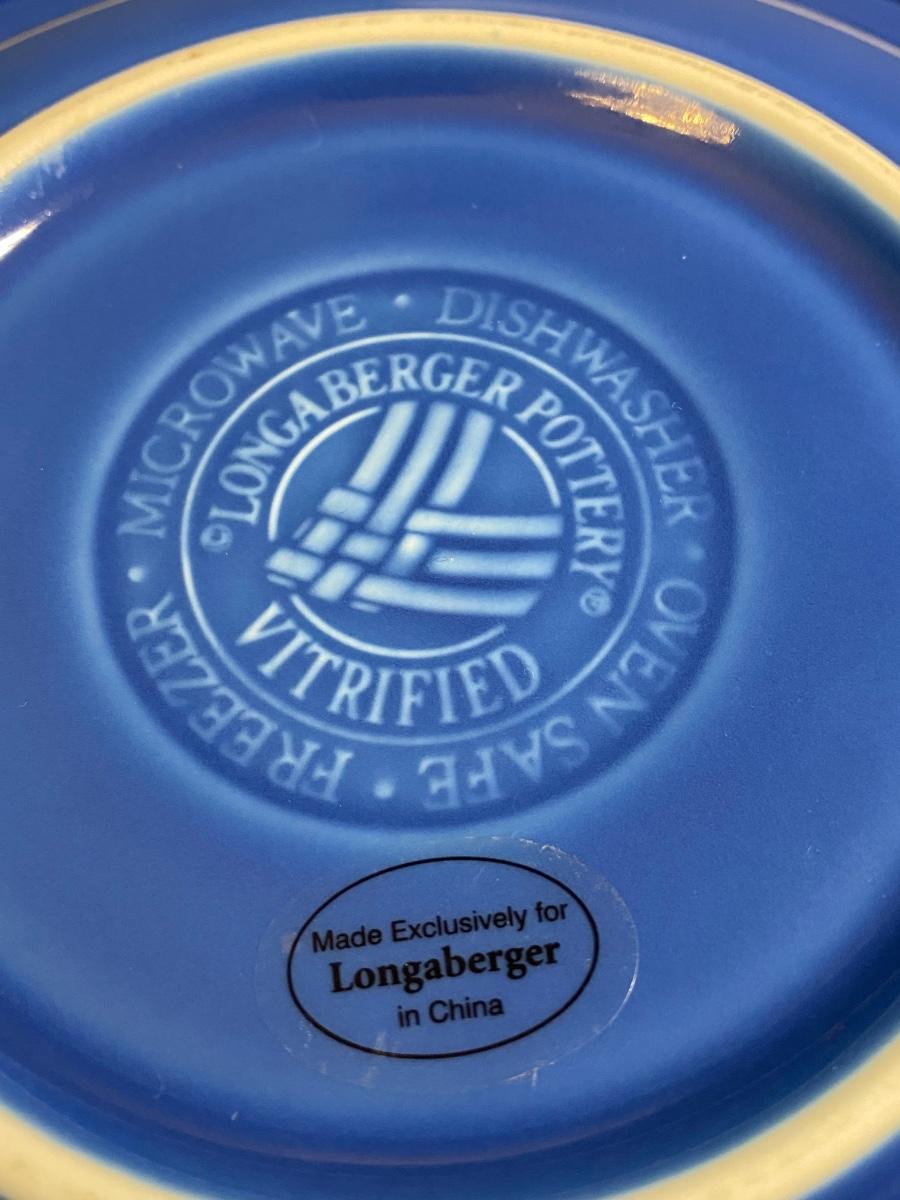 MICROWAVE • DISHWASHER • OVEN SAFE • FREEZER •
©LONGABERGER POTTERY®
VITRIFIED
Made Exclusively for
Longaberger
in China